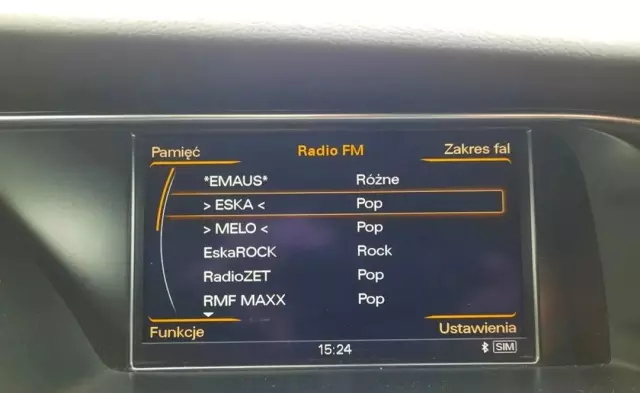 Pamięć Radio FM Zakres fal
*EMAUS* Różne
> ESKA < Pop
> MELO < Pop
EskaROCK Rock
RadioZET Pop
RMF MAXX Pop
Funkcje Ustawienia
15:24 SIM